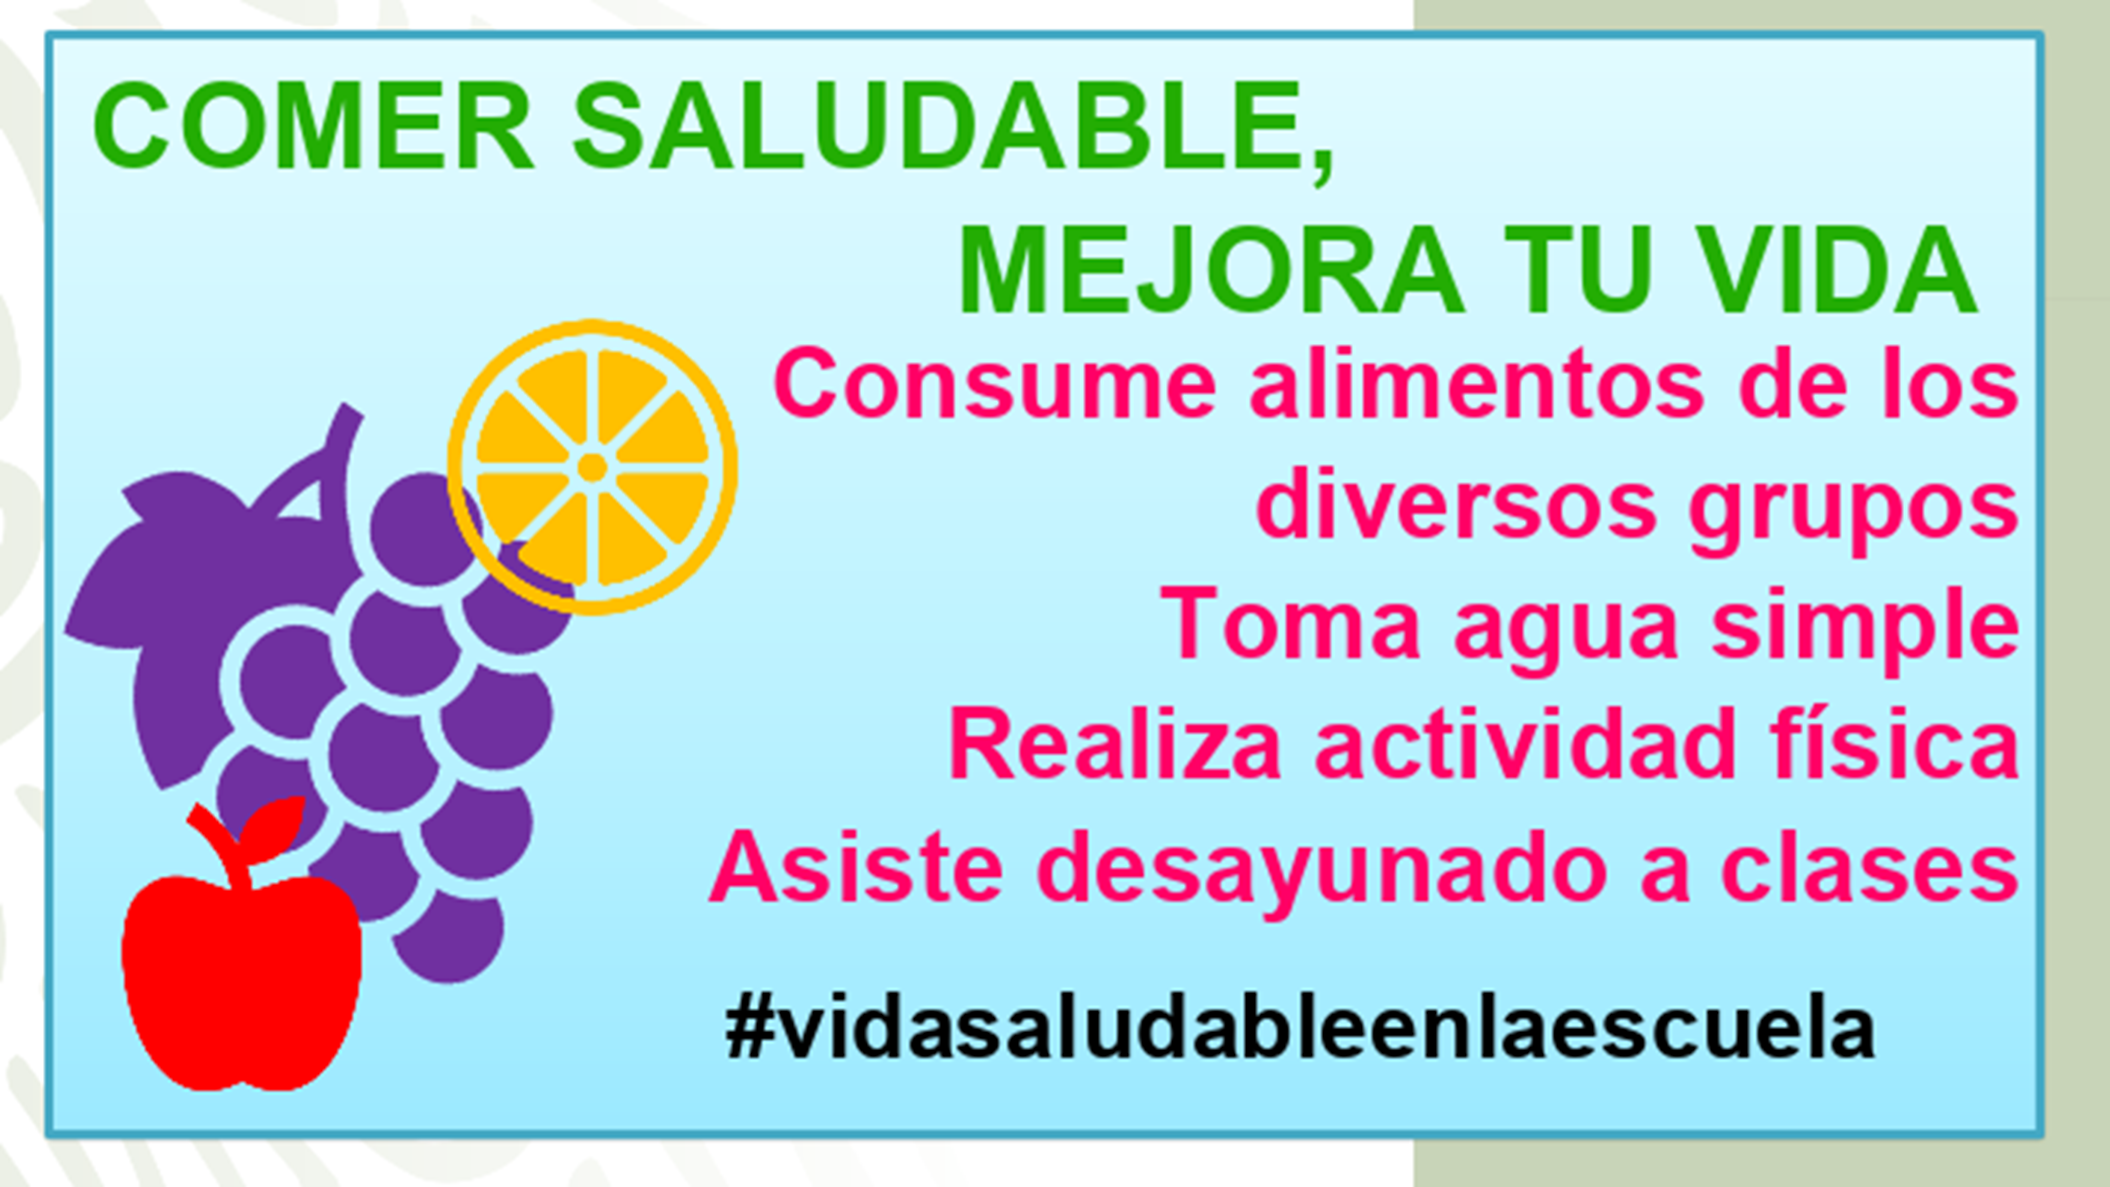 COMER SALUDABLE,
MEJORA TU VIDA
Consume alimentos de los
diversos grupos
Toma agua simple
Realiza actividad física
Asiste desayunado a clases
#vidasaludableenlaescuela